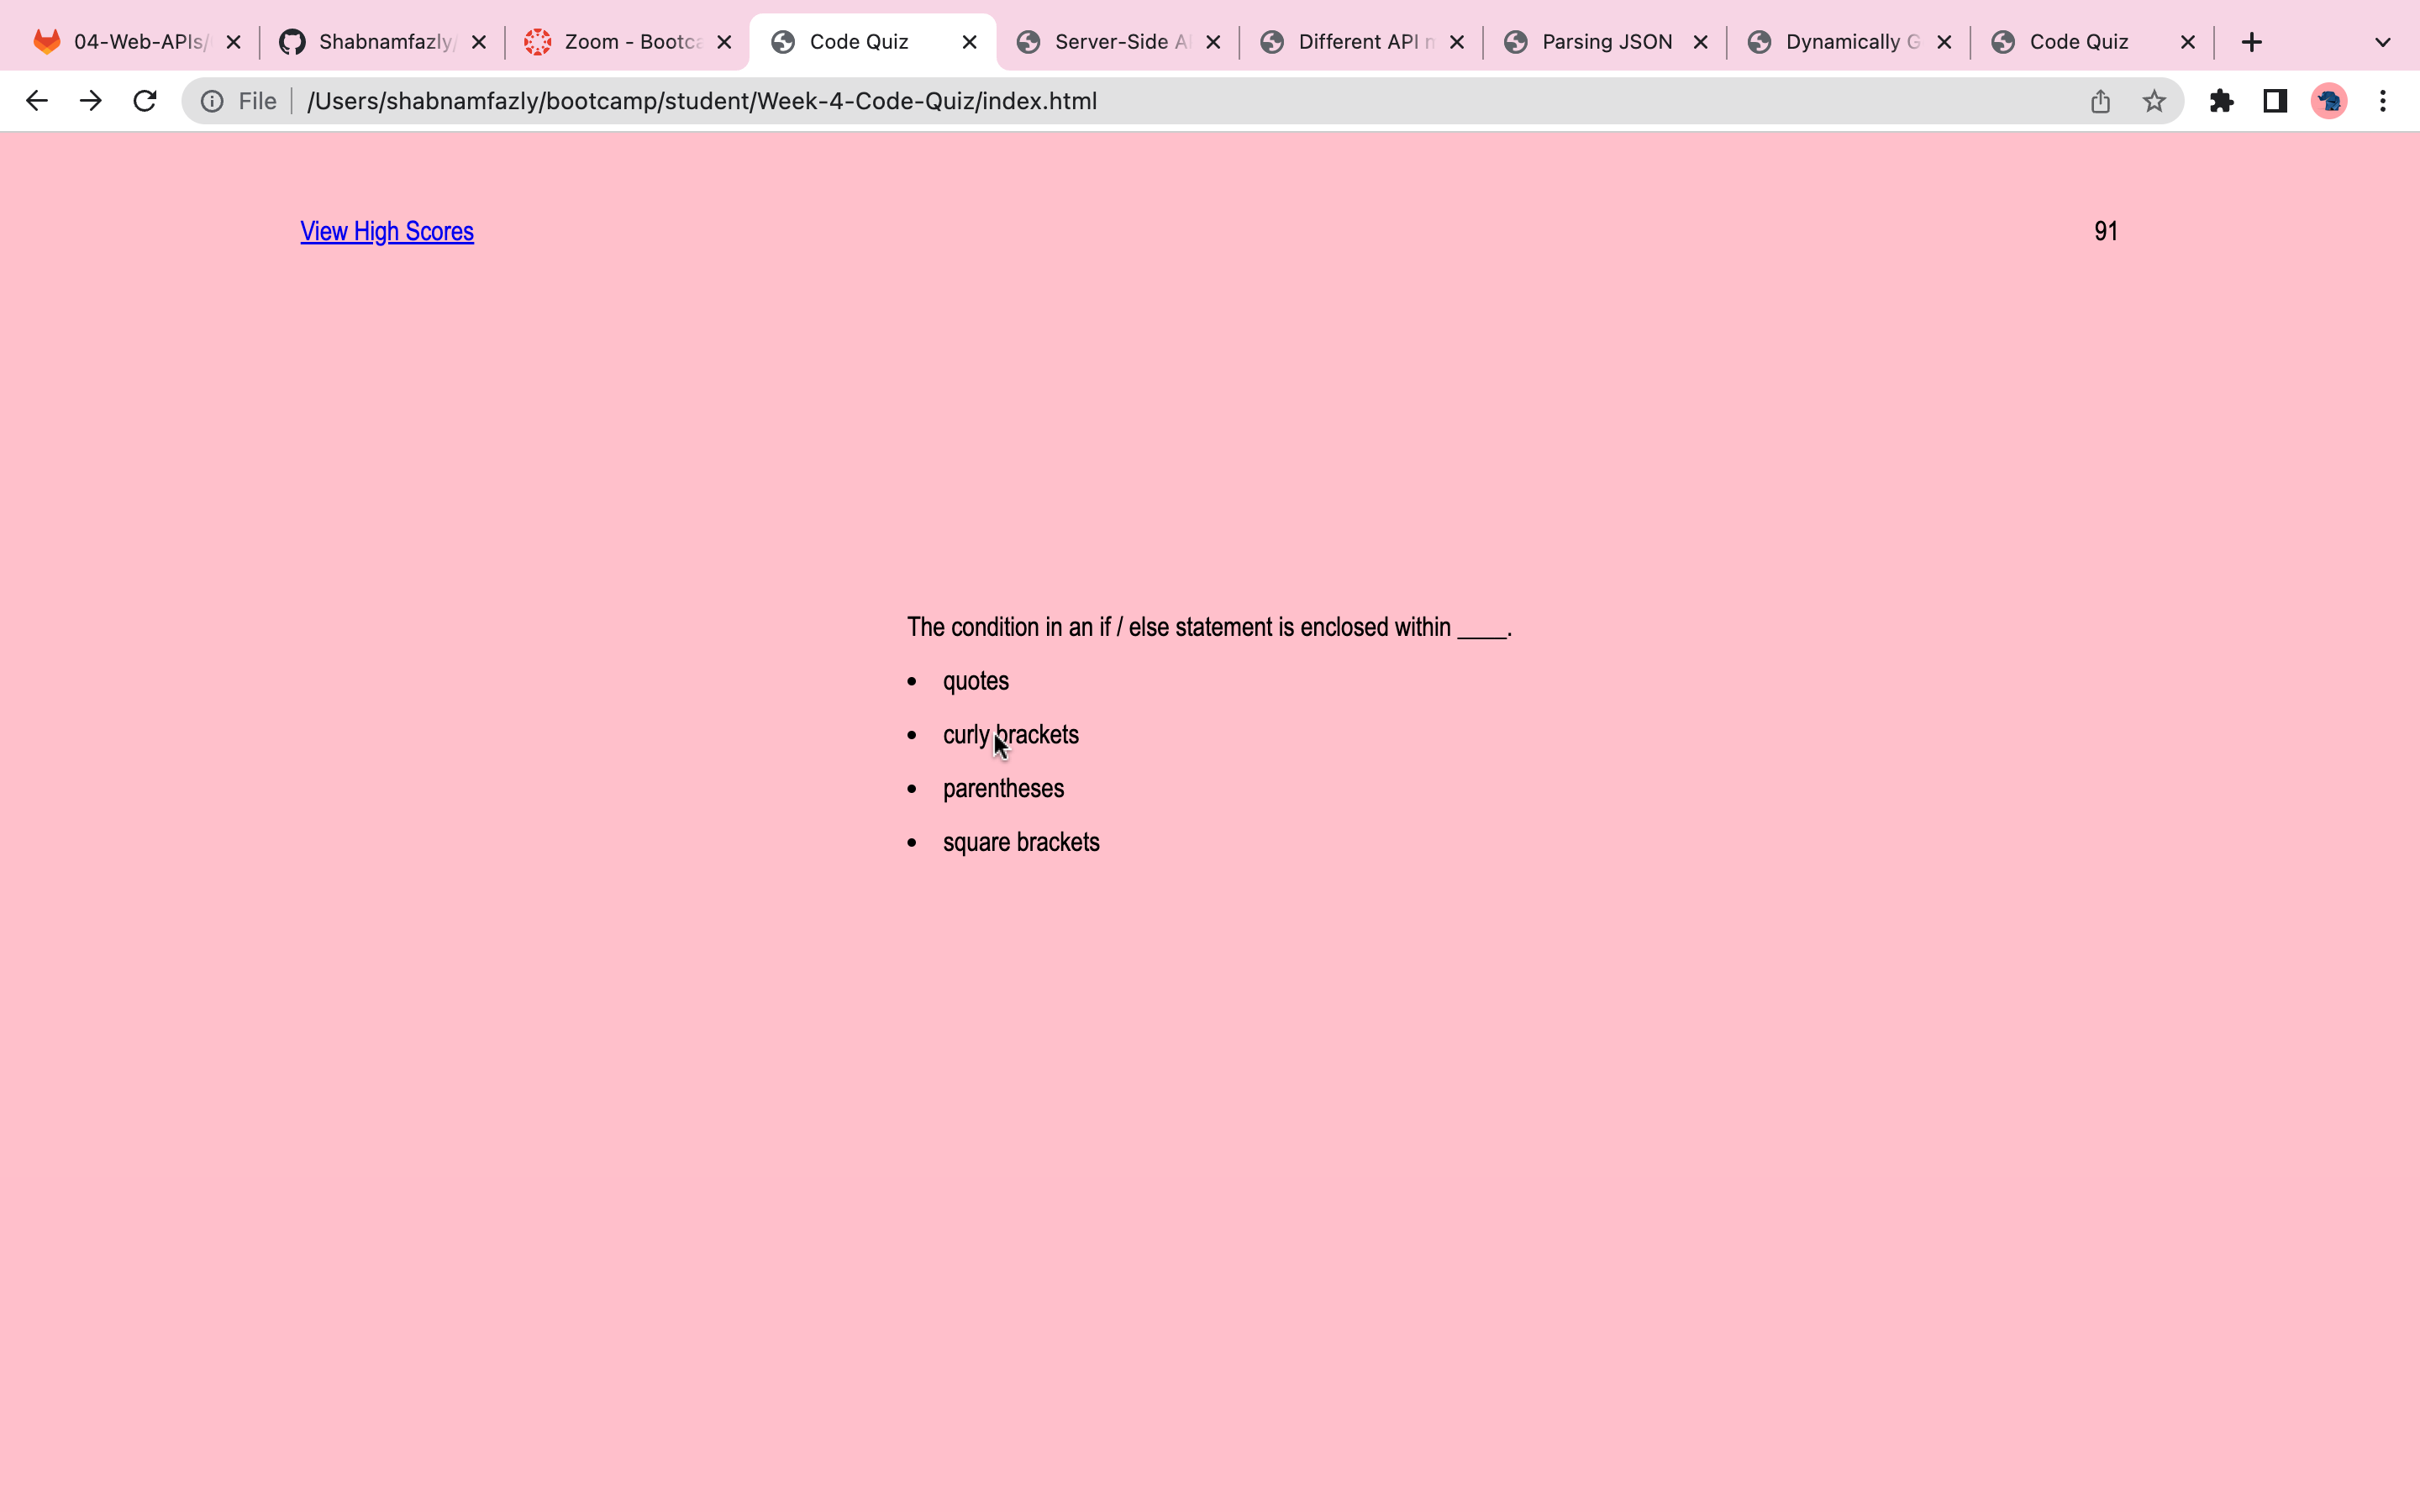 04-Web-APIs/ Shabnamfazly/ Zoom - Bootca Code Quiz Server-Side A Different API Parsing JSON Dynamically G Code Quiz
File /Users/shabnamfazly/bootcamp/student/Week-4-Code-Quiz/index.html
View High Scores 91
The condition in an if / else statement is enclosed within ____.
• quotes
• curly brackets
• parentheses
• square brackets